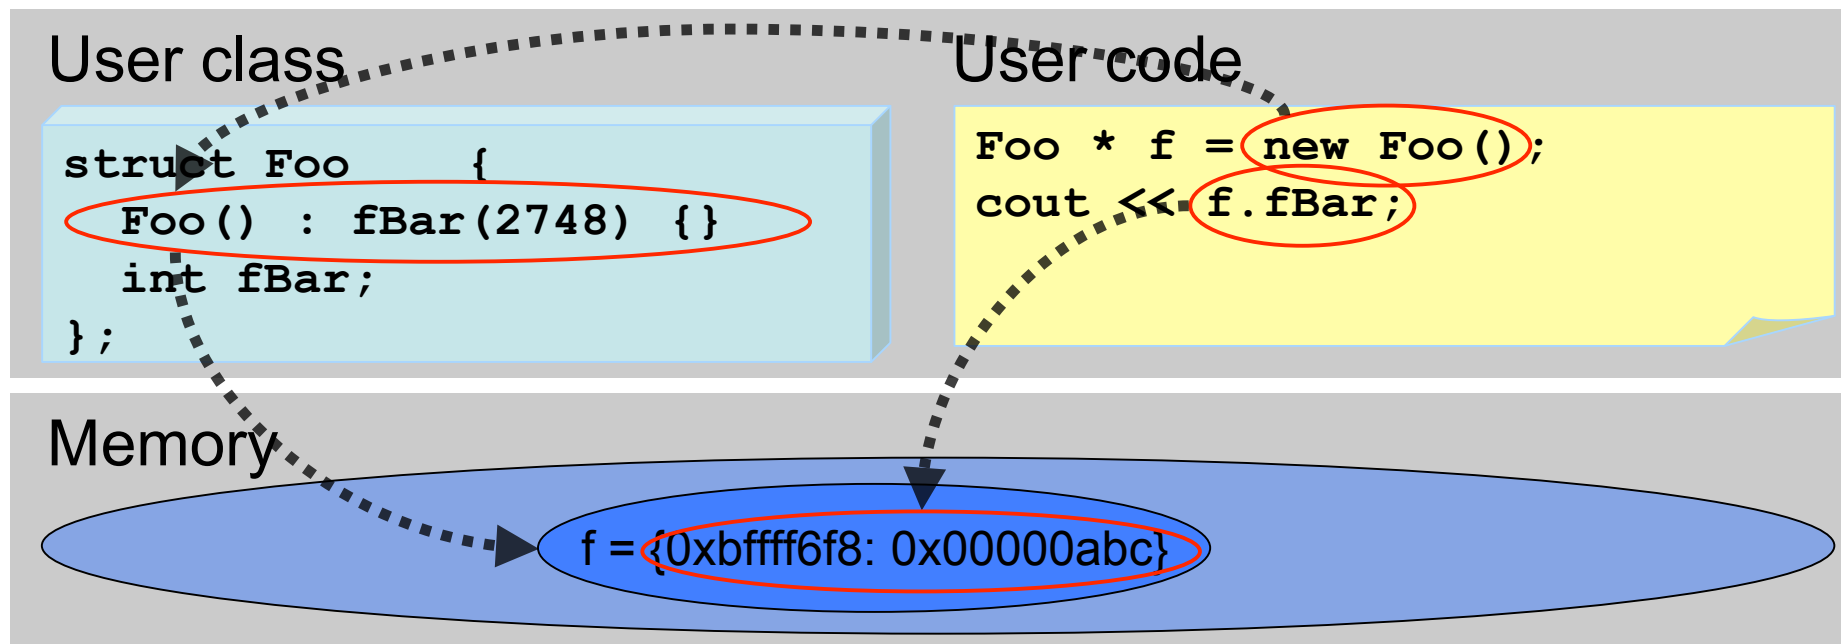 User class
struct Foo    {
  Foo() : fBar(2748) {}
  int fBar;
};
User code
Foo * f = new Foo();
cout << f.fBar;
Memory
f = {0xbffff6f8: 0x00000abc}